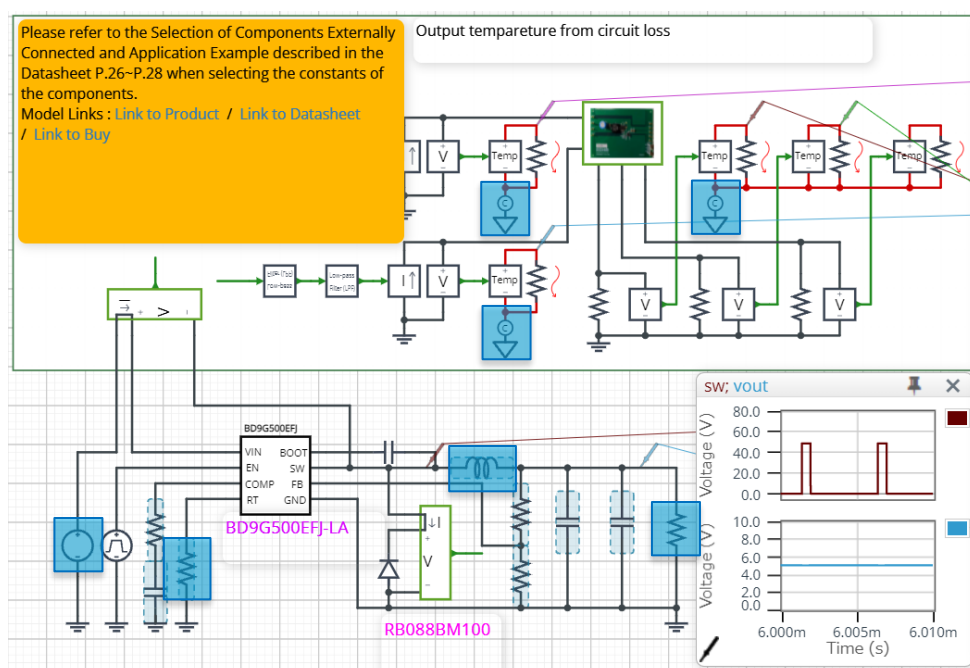 Please refer to the Selection of Components Externally
Connected and Application Example described in the
Datasheet P.26~P.28 when selecting the constants of
the components.
Model Links : Link to Product / Link to Datasheet
/ Link to Buy
Output tempareture from circuit loss
V
Temp
Temp
Temp
Temp
C
C
Low-pass
Filter (LPF)
I
V
Temp
C
V
V
V
I
+
V
-
BD9G500EFJ
VIN
EN
COMP
RT
BOOT
SW
FB
GND
BD9G500EFJ-LA
I
+
V
-
RB088BM100
sw; vout
Voltage (V)
80.0
60.0
40.0
20.0
0.0
Voltage (V)
10.0
8.0
6.0
4.0
2.0
0.0
6.000m
6.005m
6.010m
Time (s)